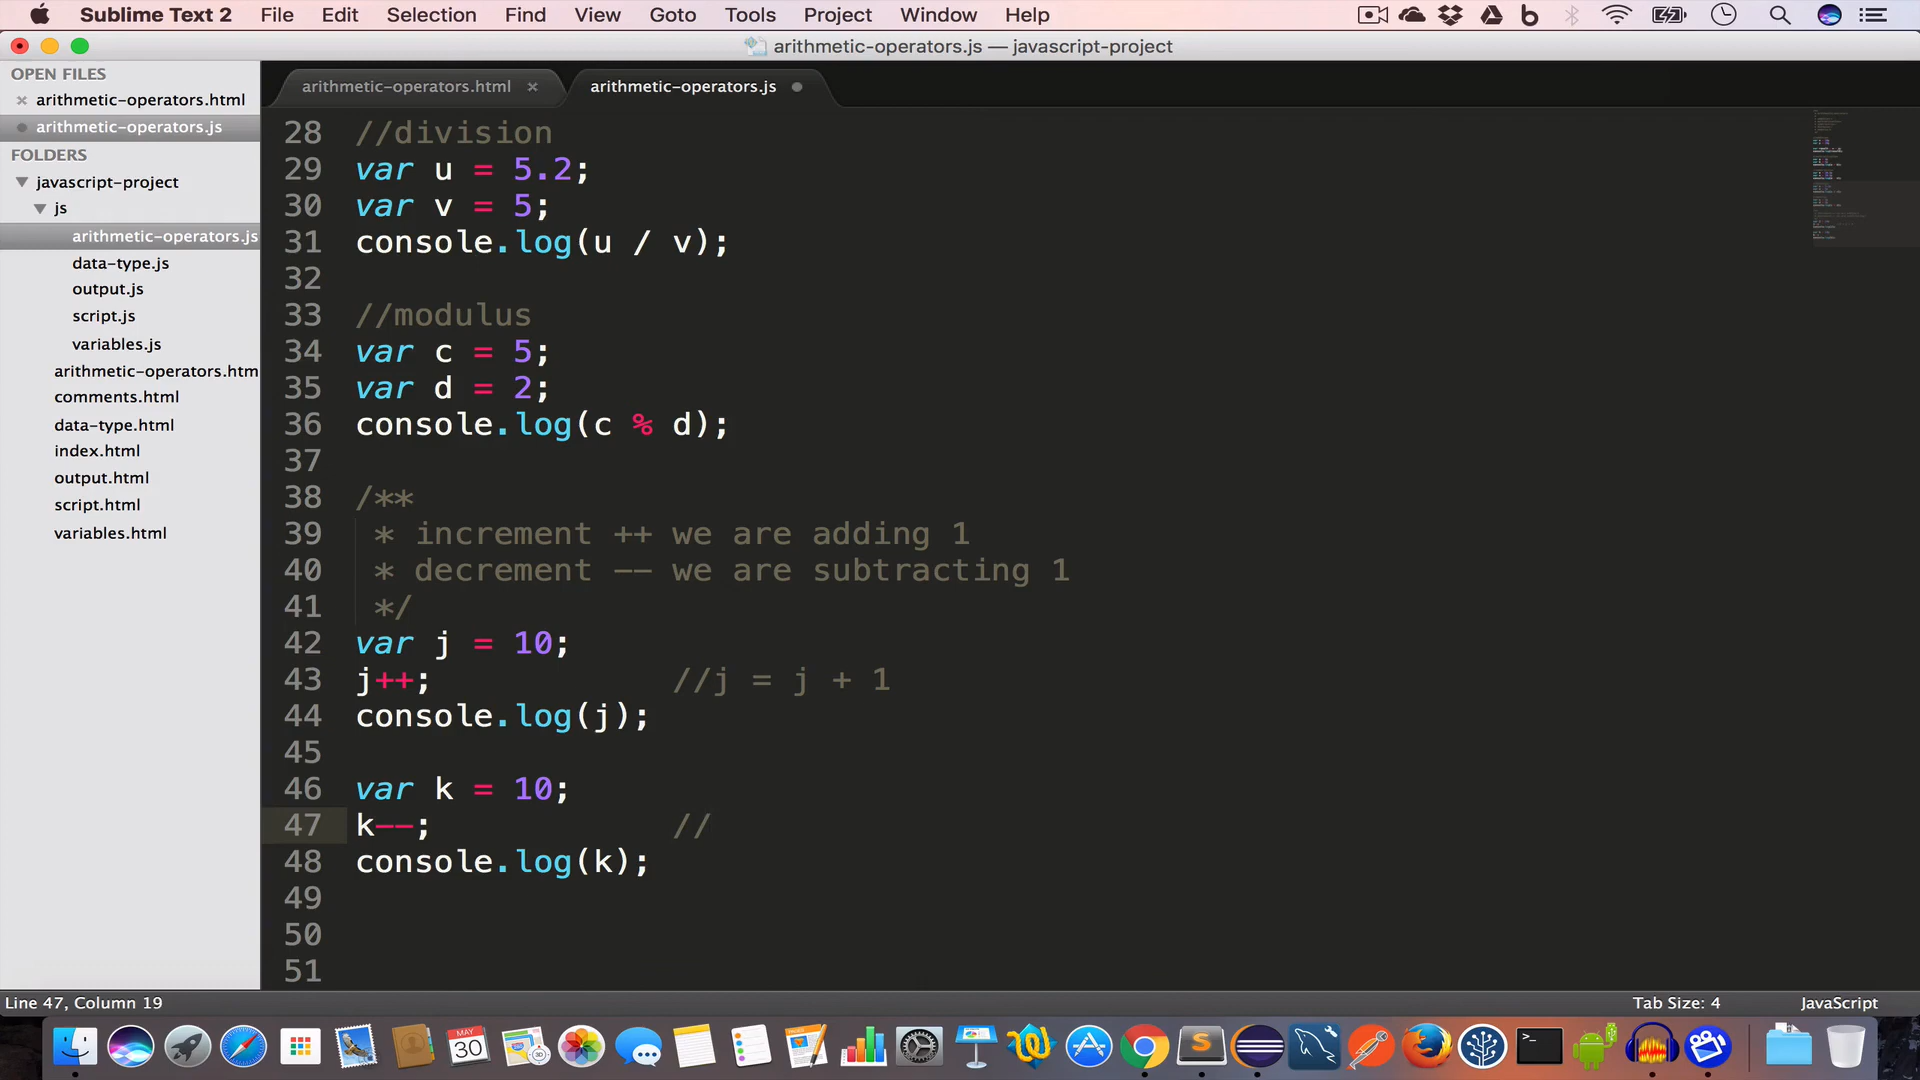 Sublime Text 2 File Edit Selection Find View Goto Tools Project Window Help
arithmetic-operators.js — javascript-project
OPEN FILES
arithmetic-operators.html
arithmetic-operators.js
FOLDERS
javascript-project
js
arithmetic-operators.js
data-type.js
output.js
script.js
variables.js
arithmetic-operators.htm
comments.html
data-type.html
index.html
output.html
script.html
variables.html
arithmetic-operators.html arithmetic-operators.js
28 //division
29 var u = 5.2;
30 var v = 5;
31 console.log(u / v);
32
33 //modulus
34 var c = 5;
35 var d = 2;
36 console.log(c % d);
37
38 /**
39 * increment ++ we are adding 1
40 * decrement -- we are subtracting 1
41 */
42 var j = 10;
43 j++; //j = j + 1
44 console.log(j);
45
46 var k = 10;
47 k--; //
48 console.log(k);
49
50
51
Line 47, Column 19 Tab Size: 4 JavaScript
MAY
30